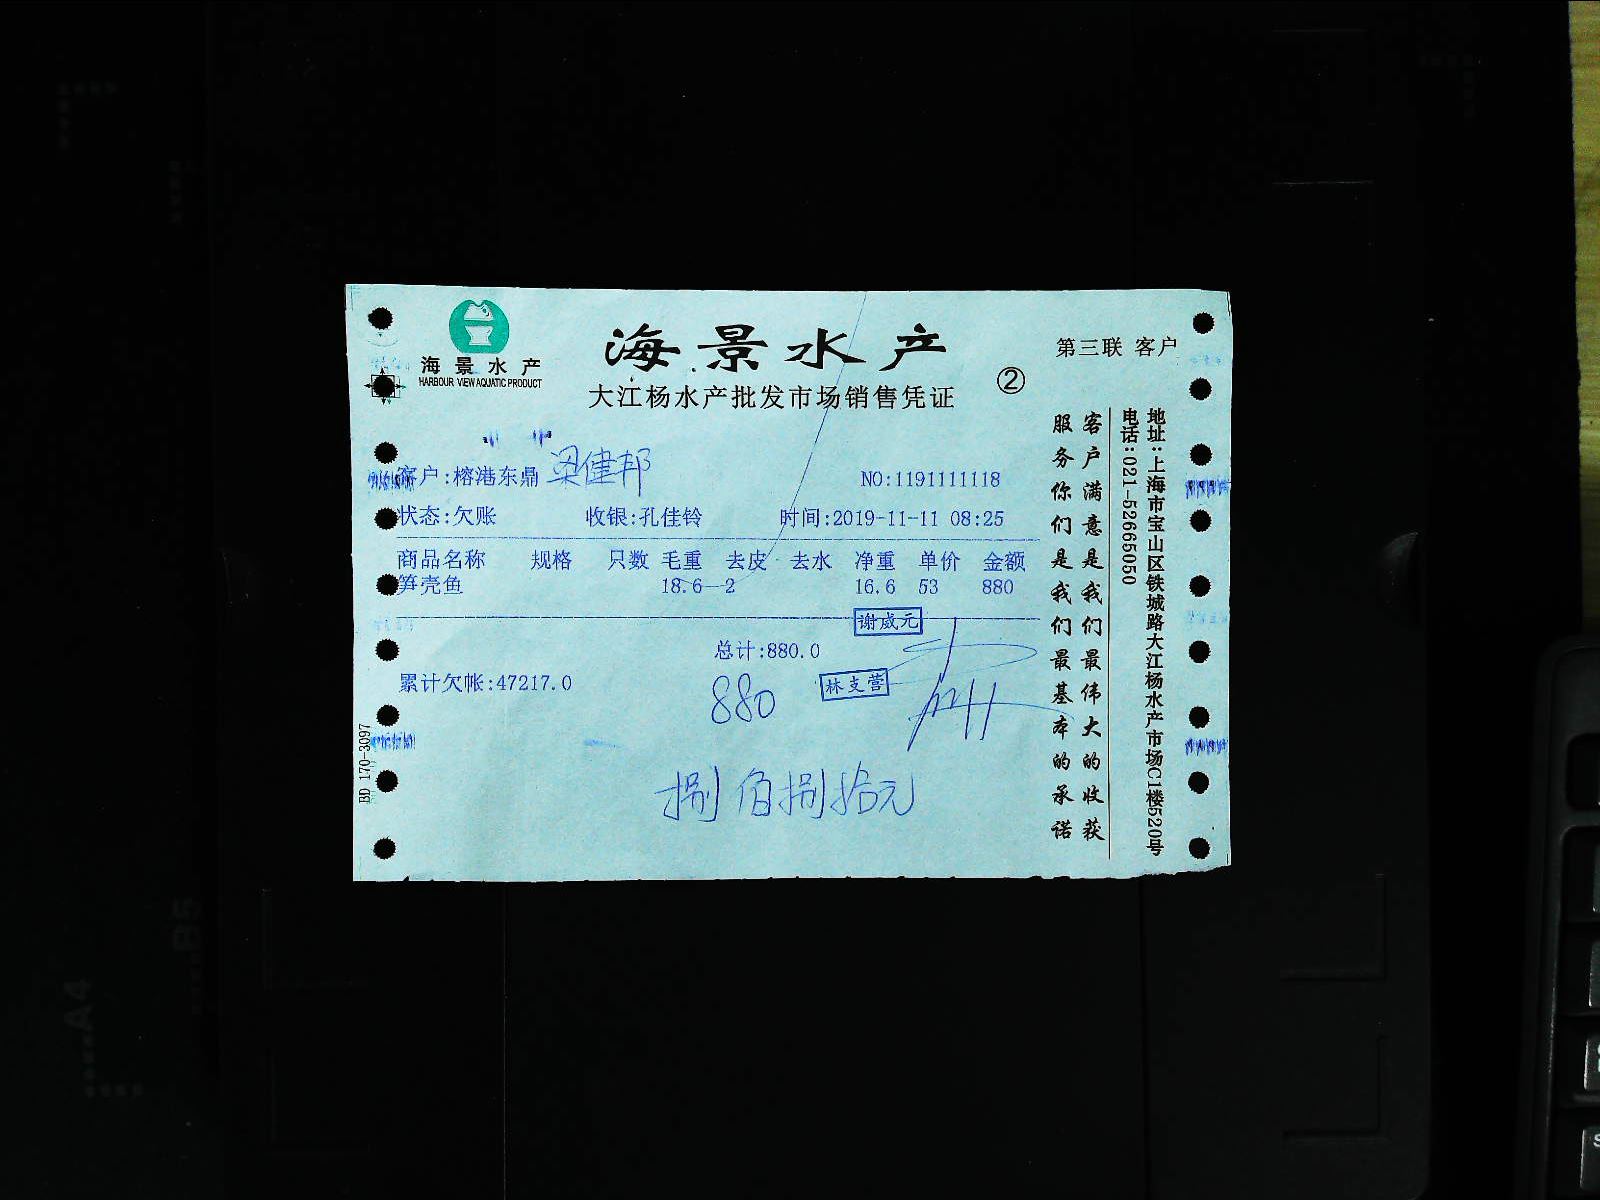 海景水产
HARBOUR VIEW AQUATIC PRODUCT
海景水产
大江杨水产批发市场销售凭证
②
第三联 客户
客户:榕港东鼎 梁健邦
NO:1191111118
状态:欠账 收银:孔佳铃 时间:2019-11-11 08:25
商品名称 规格 只数 毛重 去皮 去水 净重 单价 金额
笋壳鱼 18.6 2 16.6 53 880
谢威元
总计:880.0
林支营
累计欠帐:47217.0
880
捌佰捌拾元
客户满意是我们最伟大的收获
服务你们是我们最基本的承诺
地址:上海市宝山区铁城路大江杨水产市场C1楼520号
电话:021-52665050
BD 170-3097
A4
B5